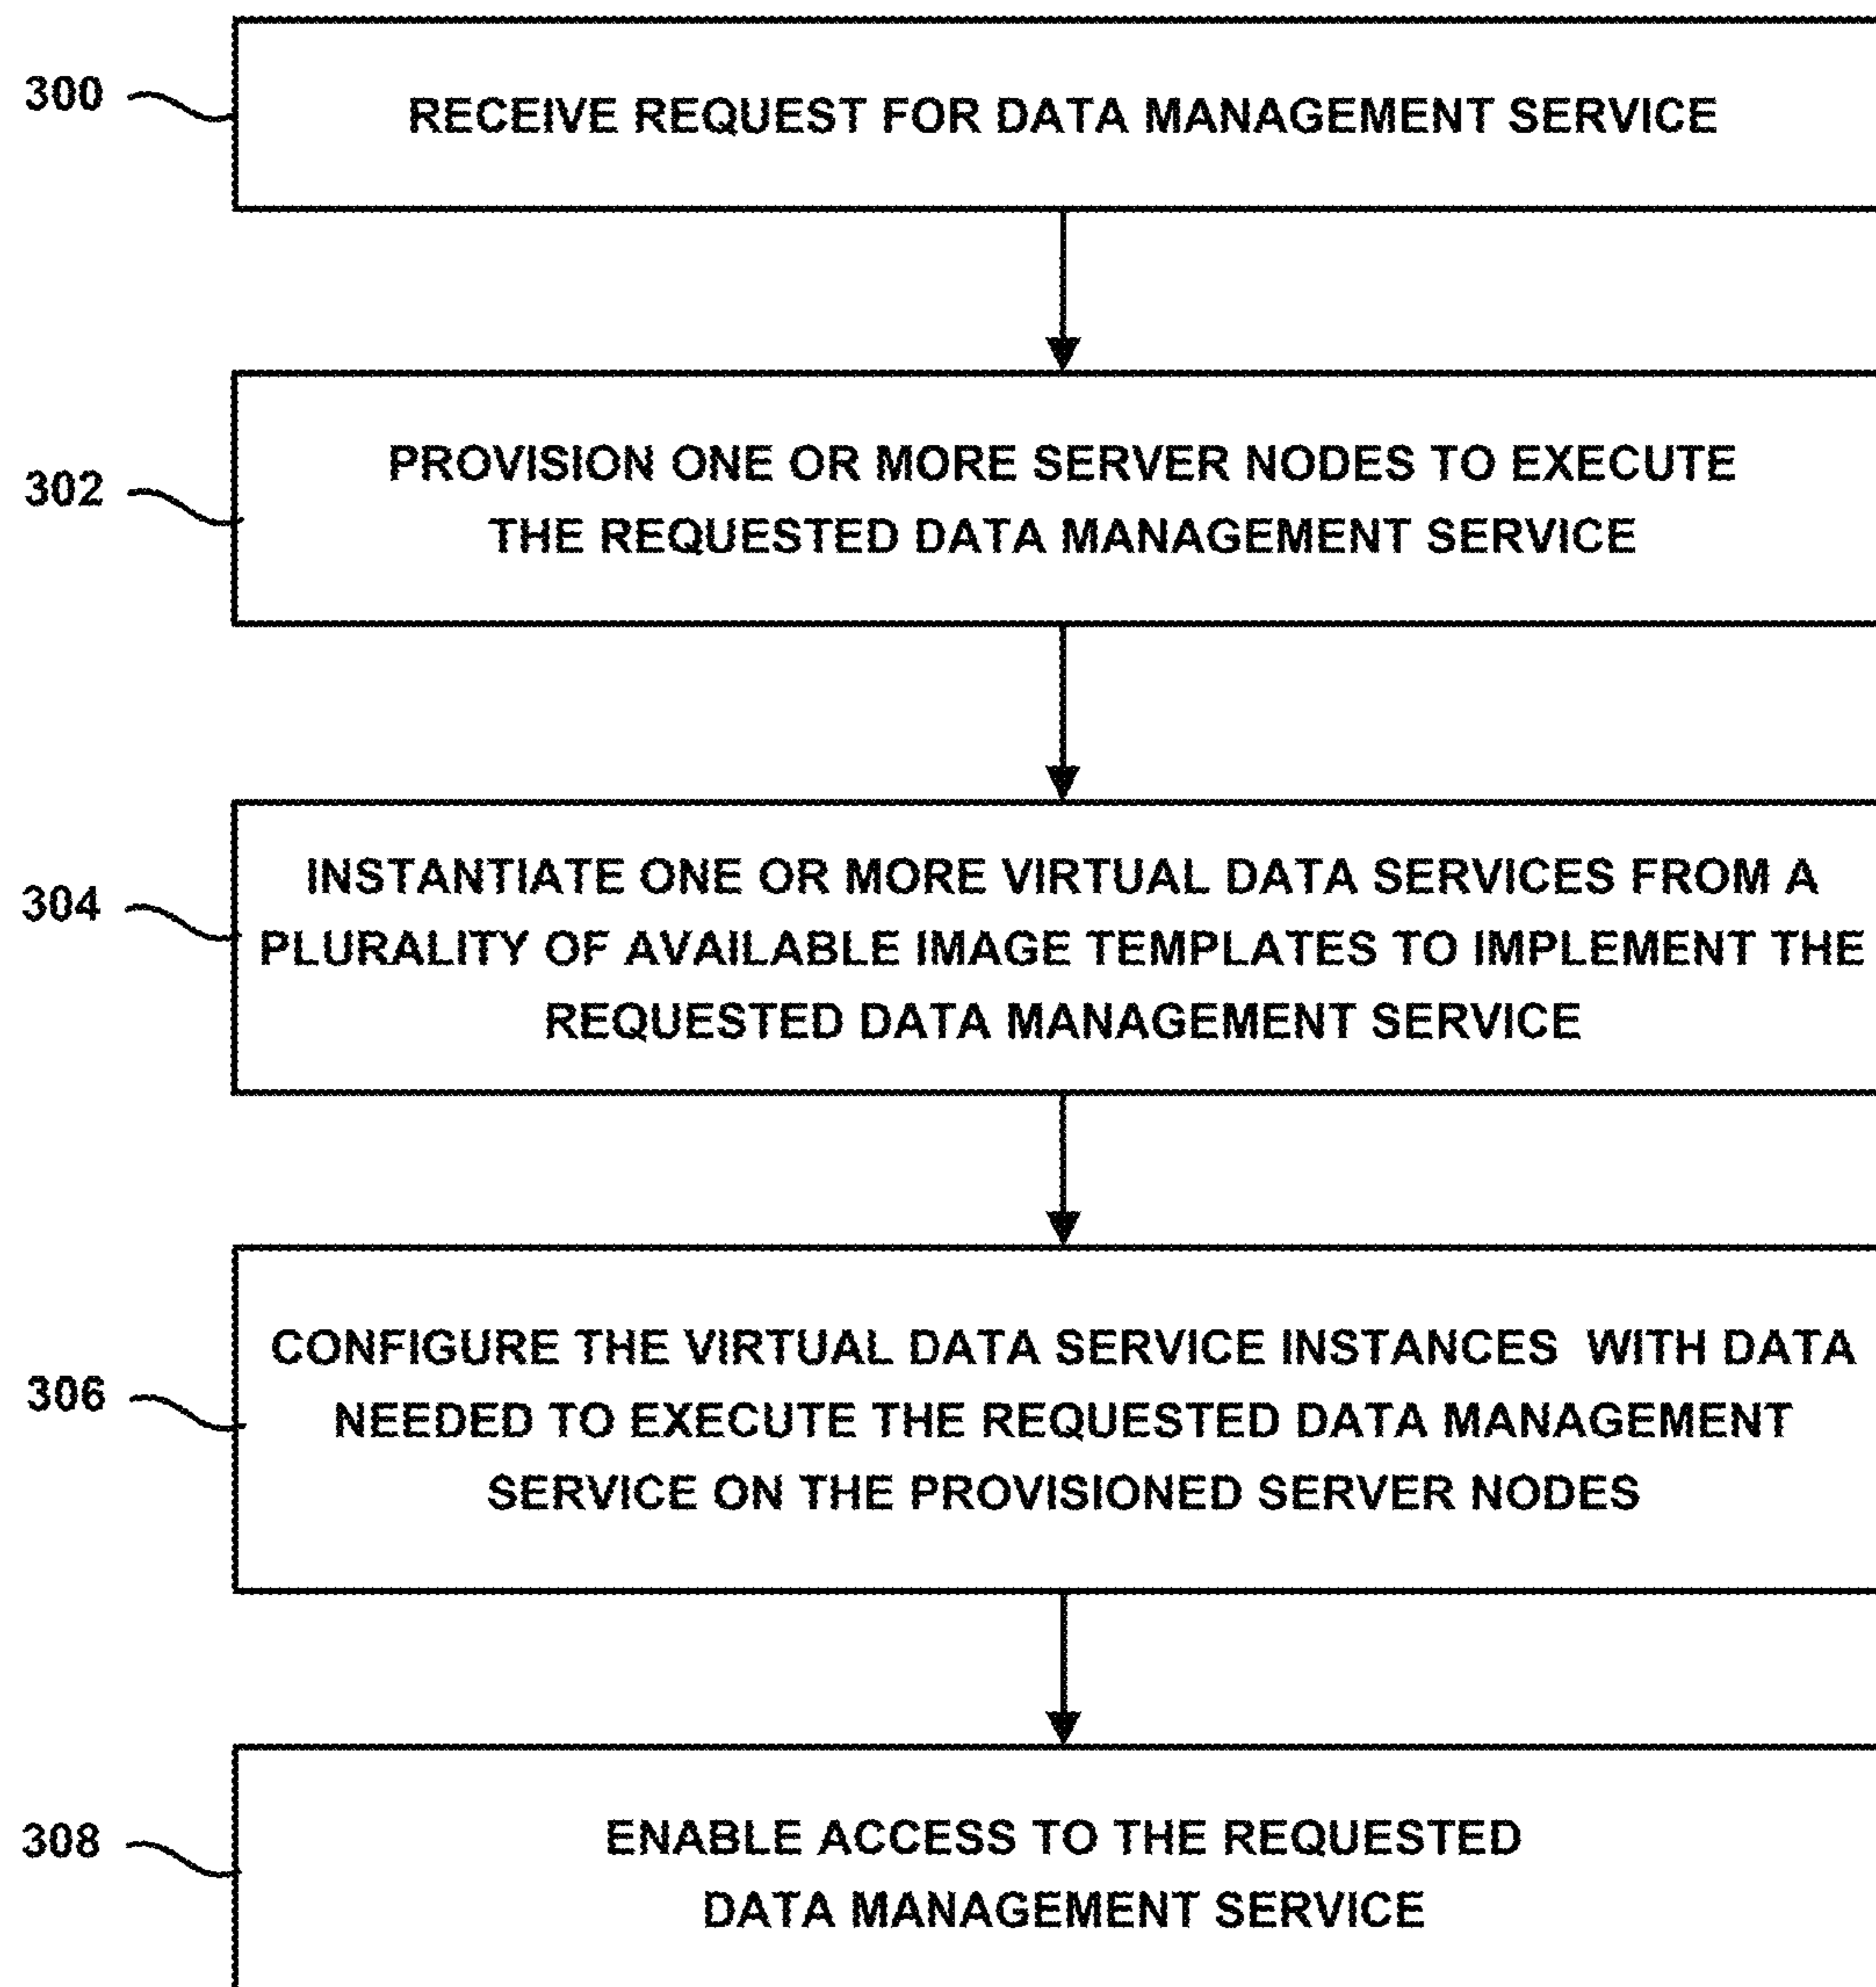 300
RECEIVE REQUEST FOR DATA MANAGEMENT SERVICE
302
PROVISION ONE OR MORE SERVER NODES TO EXECUTE
THE REQUESTED DATA MANAGEMENT SERVICE
304
INSTANTIATE ONE OR MORE VIRTUAL DATA SERVICES FROM A
PLURALITY OF AVAILABLE IMAGE TEMPLATES TO IMPLEMENT THE
REQUESTED DATA MANAGEMENT SERVICE
306
CONFIGURE THE VIRTUAL DATA SERVICE INSTANCES WITH DATA
NEEDED TO EXECUTE THE REQUESTED DATA MANAGEMENT
SERVICE ON THE PROVISIONED SERVER NODES
308
ENABLE ACCESS TO THE REQUESTED
DATA MANAGEMENT SERVICE